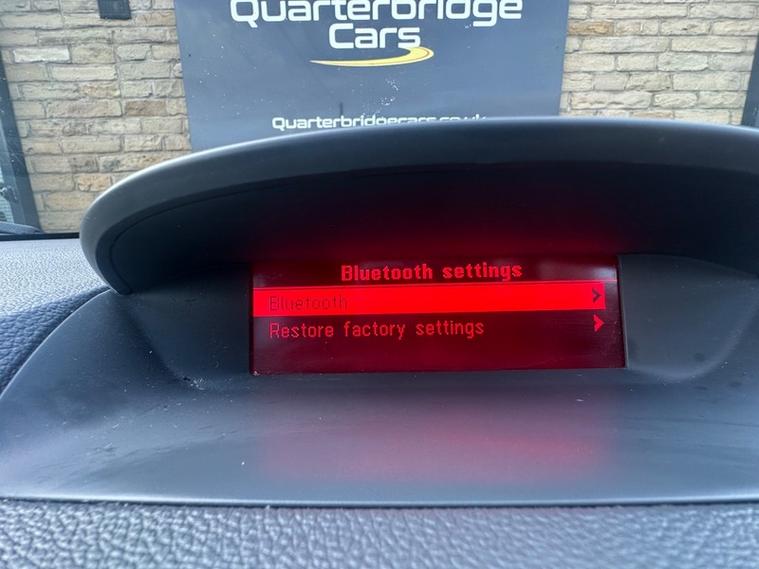 Quarterbridge
Cars
Quarterbridgecars.co.uk
Bluetooth settings
Bluetooth
Restore factory settings